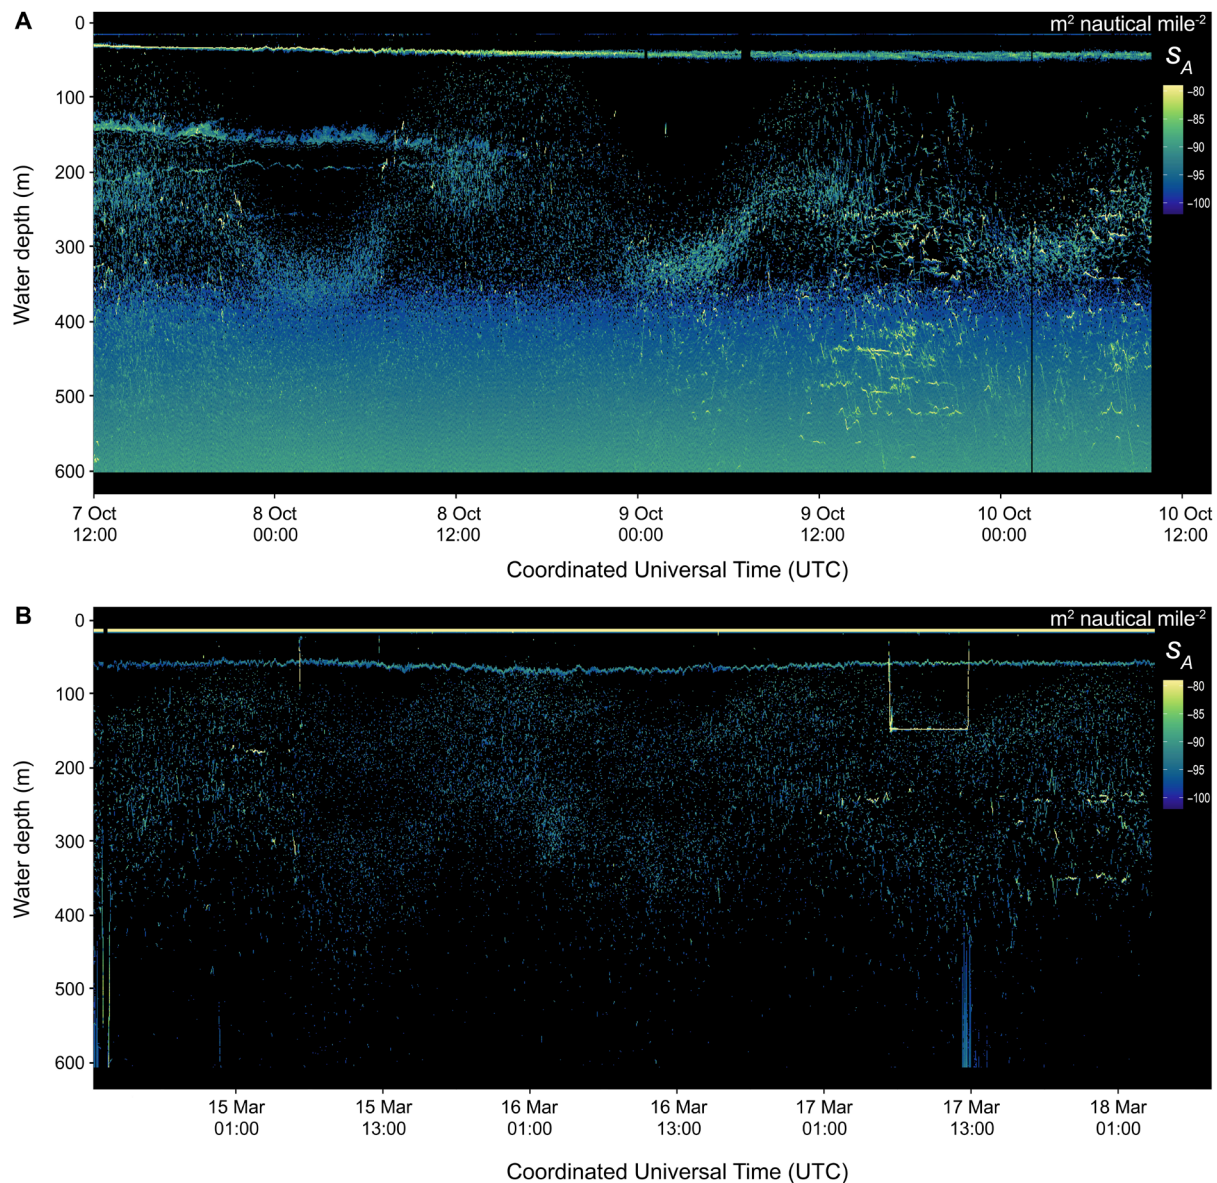 A
m² nautical mile⁻²
S_A
–80
–85
–90
–95
–100
0
100
200
300
400
500
600
Water depth (m)
7 Oct 8 Oct 8 Oct 9 Oct 9 Oct 10 Oct 10 Oct
12:00 00:00 12:00 00:00 12:00 00:00 12:00
Coordinated Universal Time (UTC)
B
m² nautical mile⁻²
S_A
–80
–85
–90
–95
–100
0
100
200
300
400
500
600
Water depth (m)
15 Mar 15 Mar 16 Mar 16 Mar 17 Mar 17 Mar 18 Mar
01:00 13:00 01:00 13:00 01:00 13:00 01:00
Coordinated Universal Time (UTC)